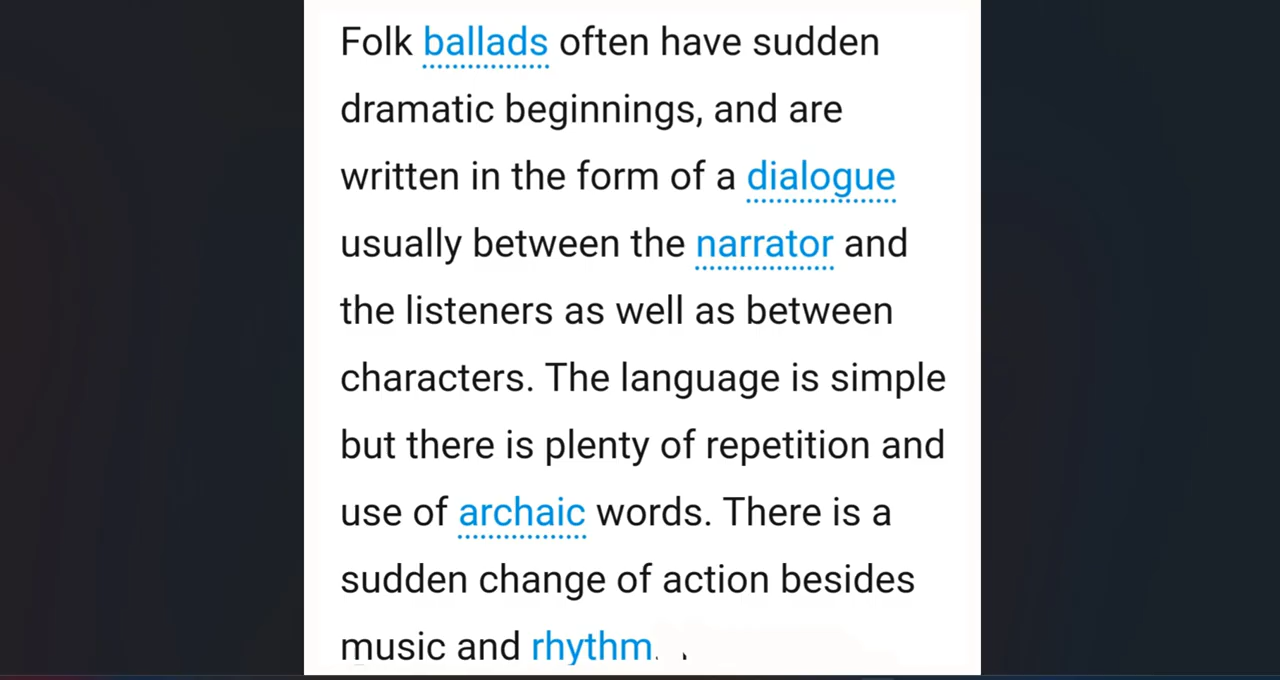 Folk ballads often have sudden
dramatic beginnings, and are
written in the form of a dialogue
usually between the narrator and
the listeners as well as between
characters. The language is simple
but there is plenty of repetition and
use of archaic words. There is a
sudden change of action besides
music and rhythm.